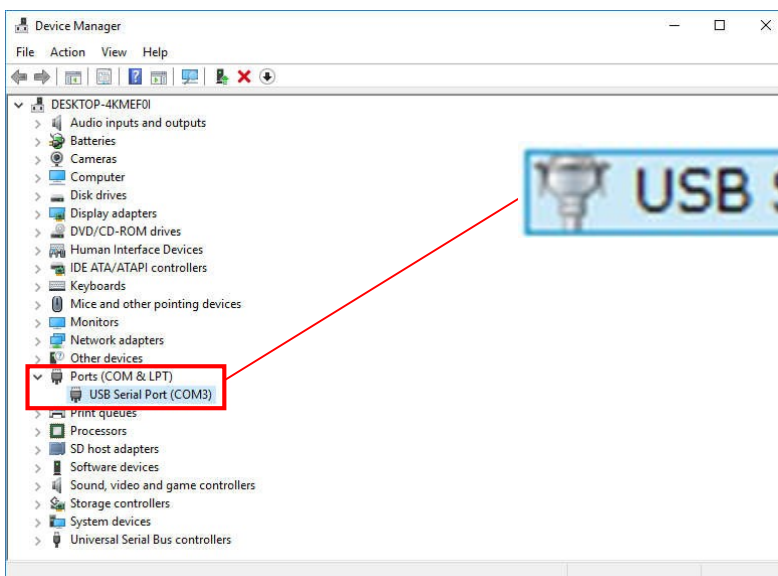 Device Manager
File Action View Help
DESKTOP-4KMEF0I
Audio inputs and outputs
Batteries
Cameras
Computer
Disk drives
Display adapters
DVD/CD-ROM drives
Human Interface Devices
IDE ATA/ATAPI controllers
Keyboards
Mice and other pointing devices
Monitors
Network adapters
Other devices
Ports (COM & LPT)
USB Serial Port (COM3)
Print queues
Processors
SD host adapters
Software devices
Sound, video and game controllers
Storage controllers
System devices
Universal Serial Bus controllers
USB